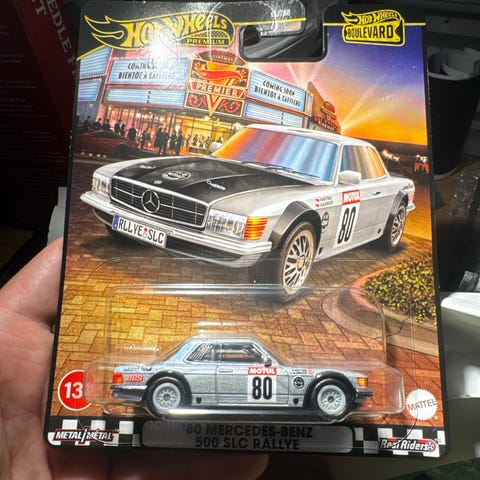 Hot Wheels
PREMIUM
HOT WHEELS
BOULEVARD
COMING SOON
BIENTÔT À L'AFFICHE
CINEMAS
PREMIER
V
COMING SOON
BIENTÔT À L'AFFICHE
MOTUL
80
RLLYE SLC
MOTUL
80
13
MATTEL
'80 MERCEDES-BENZ
500 SLC RALLYE
METAL/METAL
Real Riders